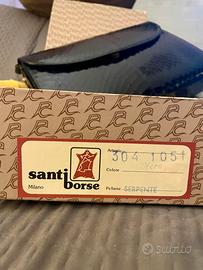 Articolo 304 1051
santi
borse
Colore Nero
Milano
Pellame SERPENTE
subito